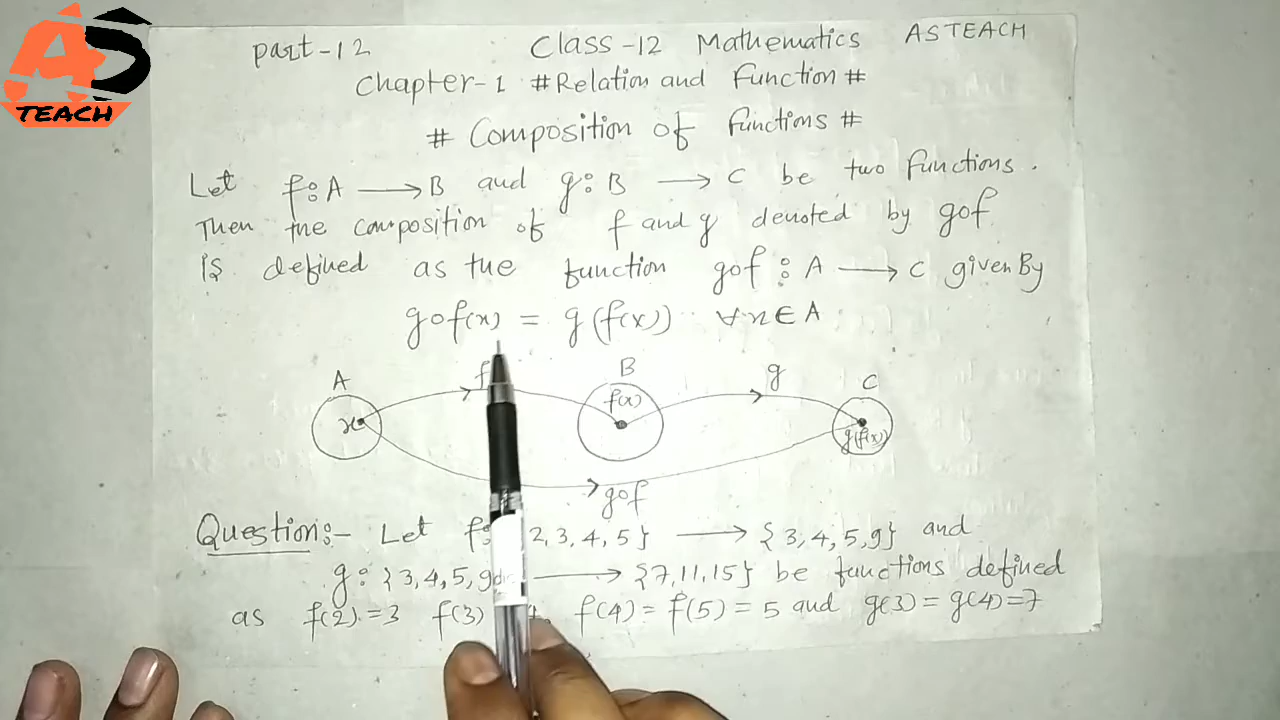 AS
TEACH
Part-12 Class-12 Mathematics ASTEACH
Chapter-1 #Relation and Function#
# Composition of functions #
Let f: A → B and g: B → C be two functions.
Then the composition of f and g denoted by gof
is defined as the function gof : A → C given By
gof(x) = g(f(x)) ∀x∈A
A f B g C
x f(x) g(f(x))
gof
Question:- Let f: 2,3,4,5} → {3,4,5,9} and
g: {3,4,5,9 → {7,11,15} be functions defined
as f(2)=3 f(3) 4, f(4)= f(5)=5 and g(3)=g(4)=7